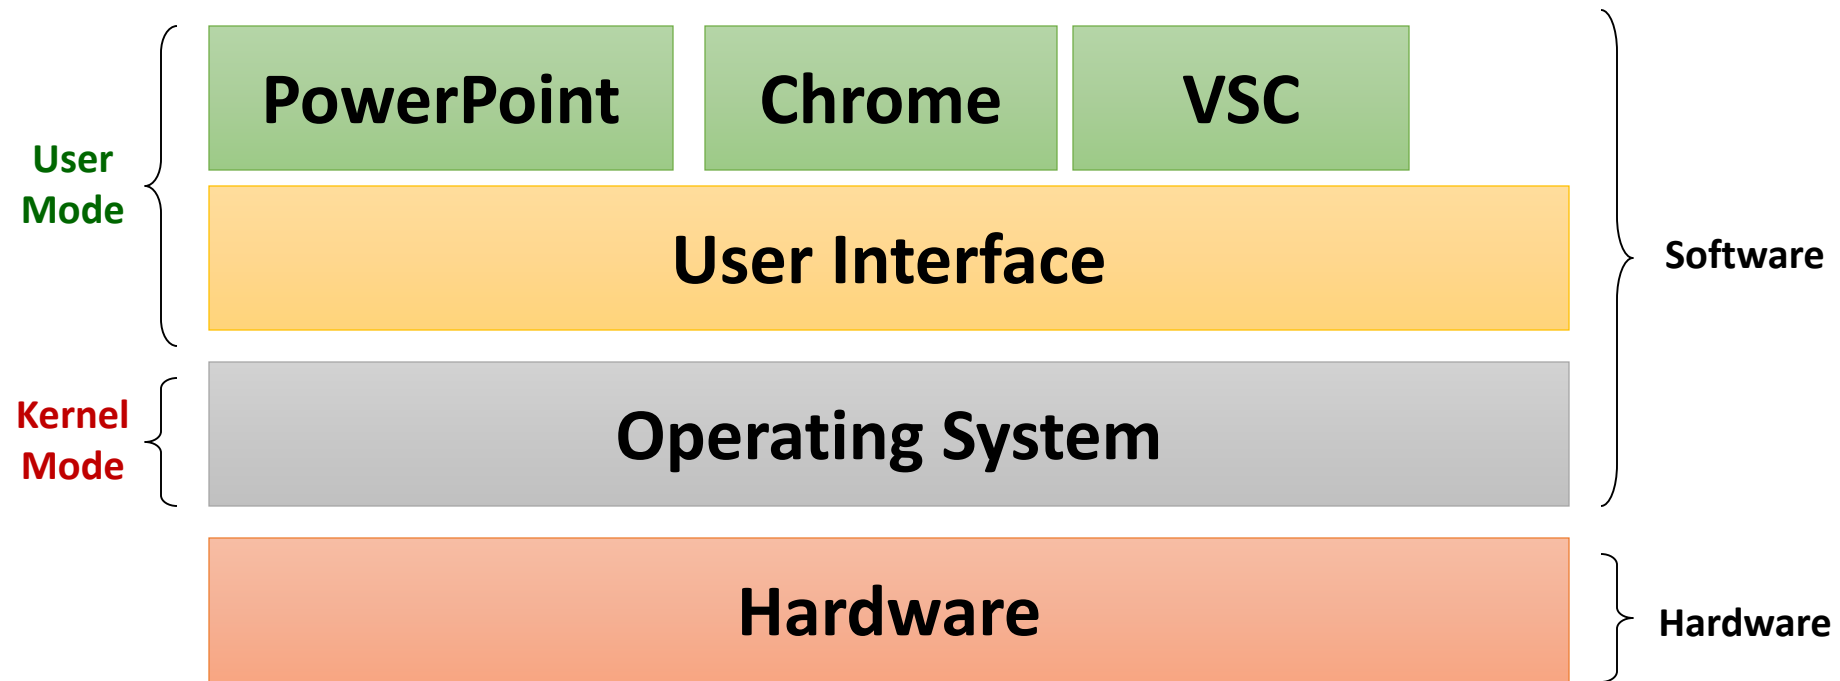 PowerPoint
Chrome
VSC
User
Mode
User Interface
Software
Kernel
Mode
Operating System
Hardware
Hardware